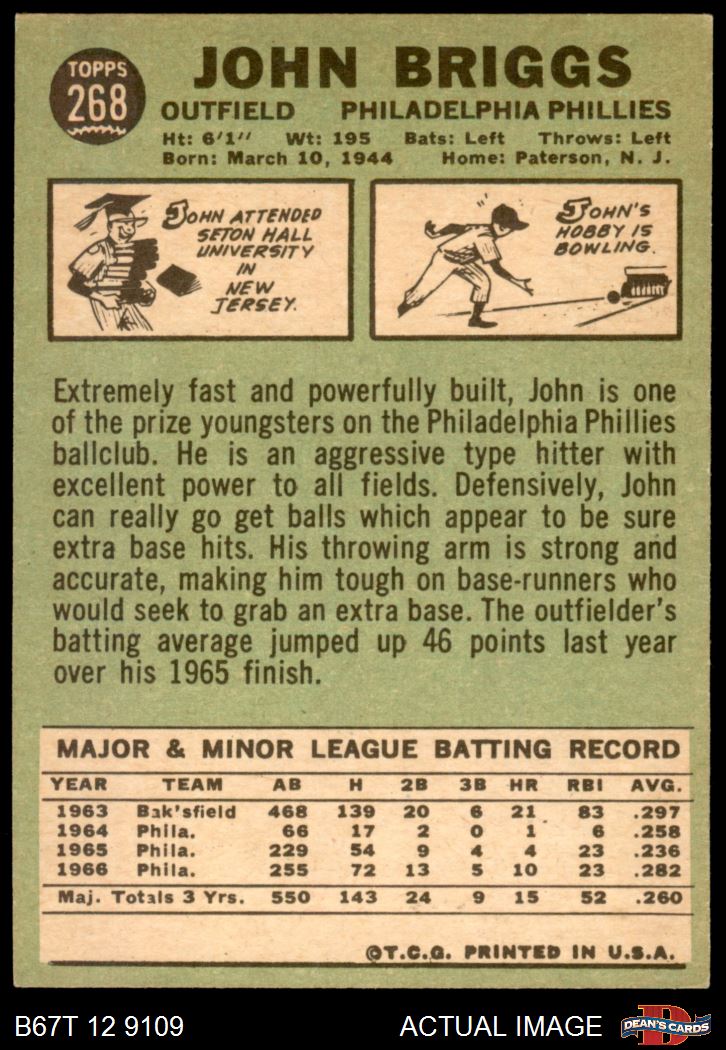 TOPPS
268
JOHN BRIGGS
OUTFIELD PHILADELPHIA PHILLIES
Ht: 6'1" Wt: 195 Bats: Left Throws: Left
Born: March 10, 1944 Home: Paterson, N. J.
JOHN ATTENDED
SETON HALL
UNIVERSITY
IN
NEW
JERSEY.
JOHN'S
HOBBY IS
BOWLING.
Extremely fast and powerfully built, John is one
of the prize youngsters on the Philadelphia Phillies
ballclub. He is an aggressive type hitter with
excellent power to all fields. Defensively, John
can really go get balls which appear to be sure
extra base hits. His throwing arm is strong and
accurate, making him tough on base-runners who
would seek to grab an extra base. The outfielder's
batting average jumped up 46 points last year
over his 1965 finish.
MAJOR & MINOR LEAGUE BATTING RECORD
YEAR TEAM AB H 2B 3B HR RBI AVG.
1963 Bak'sfield 468 139 20 6 21 83 .297
1964 Phila. 66 17 2 0 1 6 .258
1965 Phila. 229 54 9 4 4 23 .236
1966 Phila. 255 72 13 5 10 23 .282
Maj. Totals 3 Yrs. 550 143 24 9 15 52 .260
©T.C.G. PRINTED IN U.S.A.
B67T 12 9109 ACTUAL IMAGE
D
DEAN'S CARDS